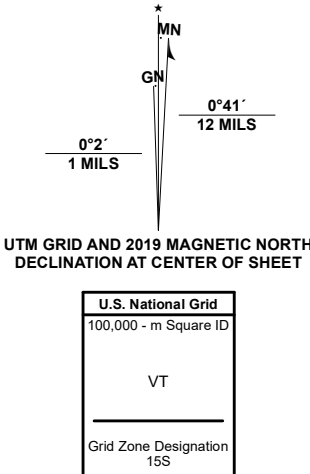 ★
MN
GN
0°41´
12 MILS
0°2´
1 MILS
UTM GRID AND 2019 MAGNETIC NORTH
DECLINATION AT CENTER OF SHEET
U.S. National Grid
100,000 - m Square ID
VT
Grid Zone Designation
15S